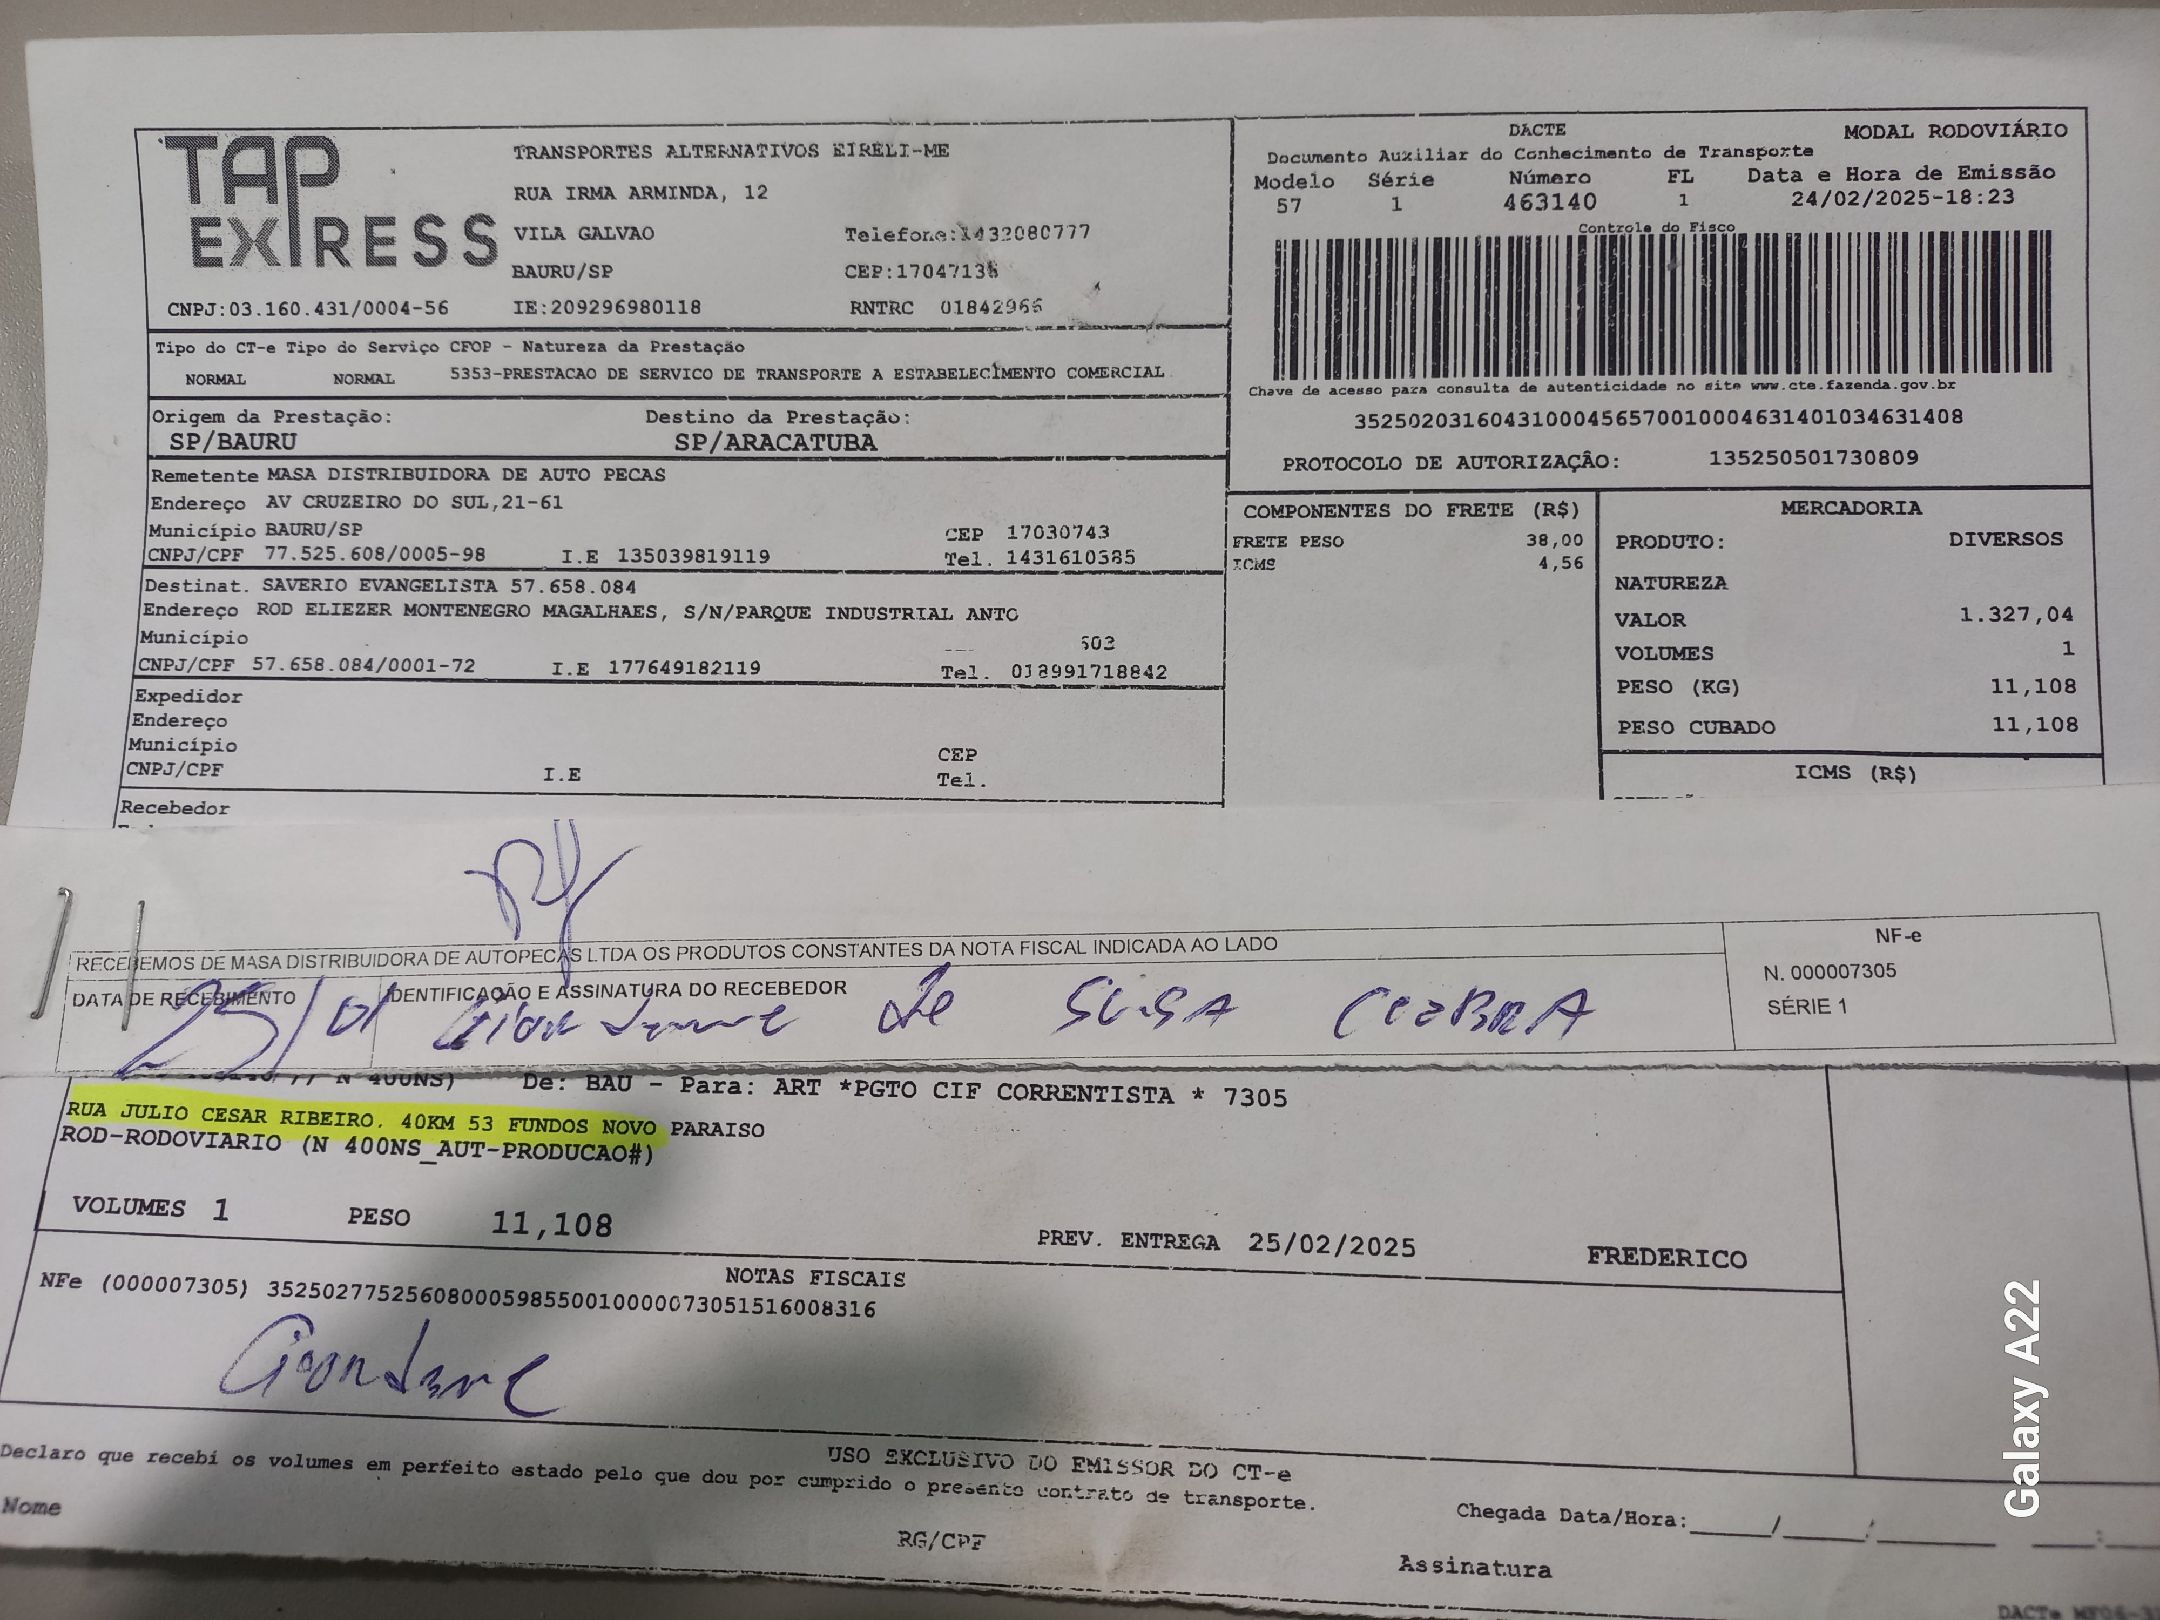 TAP EXPRESS
TRANSPORTES ALTERNATIVOS EIRELI-ME
RUA IRMA ARMINDA, 12
VILA GALVAO Telefone:1432080777
BAURU/SP CEP:17047135
CNPJ:03.160.431/0004-56 IE:209296980118 RNTRC 01842966
DACTE MODAL RODOVIÁRIO
Documento Auxiliar do Conhecimento de Transporte
Modelo Série Número FL Data e Hora de Emissão
57 1 463140 1 24/02/2025-18:23
Controle do Fisco
Chave de acesso para consulta de autenticidade no site www.cte.fazenda.gov.br
35250203160431000456570010004631401034631408
PROTOCOLO DE AUTORIZAÇÃO: 135250501730809
Tipo do CT-e Tipo do Serviço CFOP - Natureza da Prestação
NORMAL NORMAL 5353-PRESTACAO DE SERVICO DE TRANSPORTE A ESTABELECIMENTO COMERCIAL
Origem da Prestação: Destino da Prestação:
SP/BAURU SP/ARACATUBA
Remetente MASA DISTRIBUIDORA DE AUTO PECAS
Endereço AV CRUZEIRO DO SUL,21-61
Município BAURU/SP CEP 17030743
CNPJ/CPF 77.525.608/0005-98 I.E 135039819119 Tel. 1431610385
Destinat. SAVERIO EVANGELISTA 57.658.084
Endereço ROD ELIEZER MONTENEGRO MAGALHAES, S/N/PARQUE INDUSTRIAL ANTO
Município 503
CNPJ/CPF 57.658.084/0001-72 I.E 177649182119 Tel. 018991718842
Expedidor
Endereço
Município CEP
CNPJ/CPF I.E Tel.
Recebedor
COMPONENTES DO FRETE (R$)
FRETE PESO 38,00
ICMS 4,56
MERCADORIA
PRODUTO: DIVERSOS
NATUREZA
VALOR 1.327,04
VOLUMES 1
PESO (KG) 11,108
PESO CUBADO 11,108
ICMS (R$)
RECEBEMOS DE MASA DISTRIBUIDORA DE AUTOPECAS LTDA OS PRODUTOS CONSTANTES DA NOTA FISCAL INDICADA AO LADO
DATA DE RECEBIMENTO IDENTIFICAÇÃO E ASSINATURA DO RECEBEDOR
25/ de
NF-e
N. 000007305
SÉRIE 1
N 400NS) De: BAU - Para: ART *PGTO CIF CORRENTISTA * 7305
RUA JULIO CESAR RIBEIRO. 40KM 53 FUNDOS NOVO PARAISO
ROD-RODOVIARIO (N 400NS_AUT-PRODUCAO#)
VOLUMES 1 PESO 11,108 PREV. ENTREGA 25/02/2025 FREDERICO
NOTAS FISCAIS
NFe (000007305) 35250277525608000598550010000073051516008316
USO EXCLUSIVO DO EMISSOR DO CT-e
Declaro que recebi os volumes em perfeito estado pelo que dou por cumprido o presento contrato de transporte.
Nome RG/CPF Chegada Data/Hora:_____/_____/
Assinatura
Galaxy A22